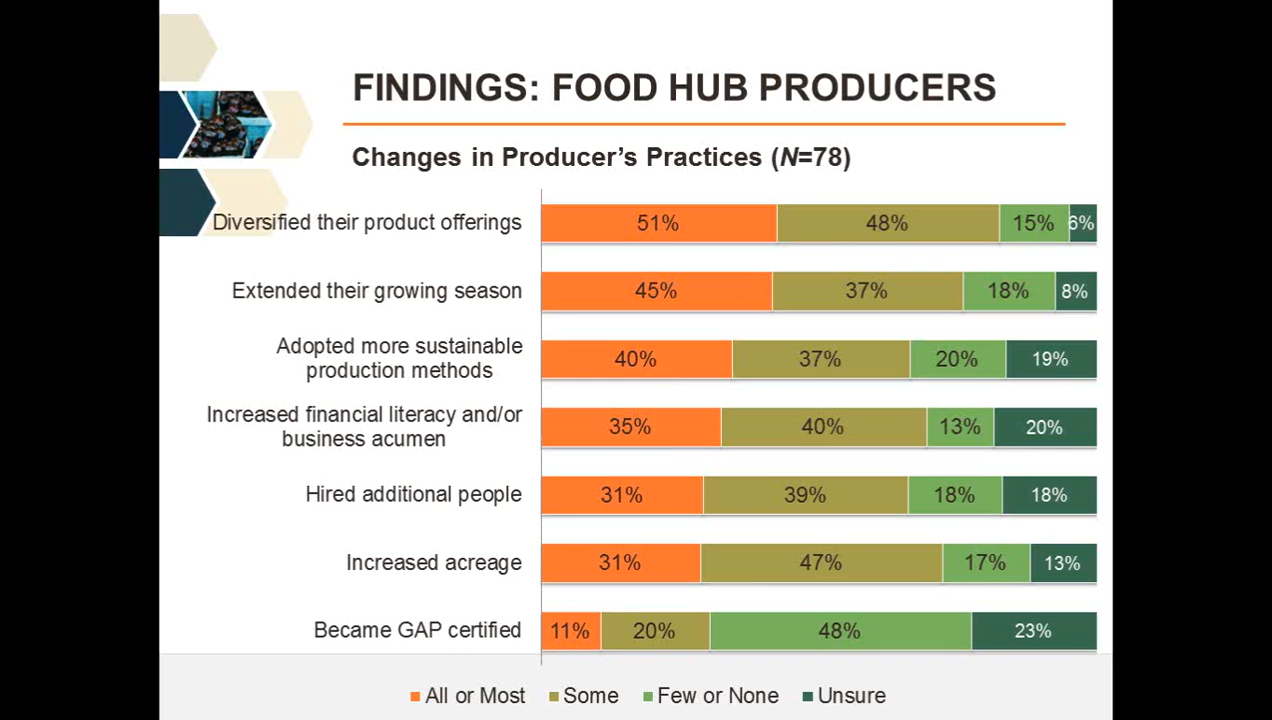 FINDINGS: FOOD HUB PRODUCERS
Changes in Producer’s Practices (N=78)
Diversified their product offerings 51% 48% 15% 6%
Extended their growing season 45% 37% 18% 8%
Adopted more sustainable
production methods 40% 37% 20% 19%
Increased financial literacy and/or
business acumen 35% 40% 13% 20%
Hired additional people 31% 39% 18% 18%
Increased acreage 31% 47% 17% 13%
Became GAP certified 11% 20% 48% 23%
All or Most Some Few or None Unsure